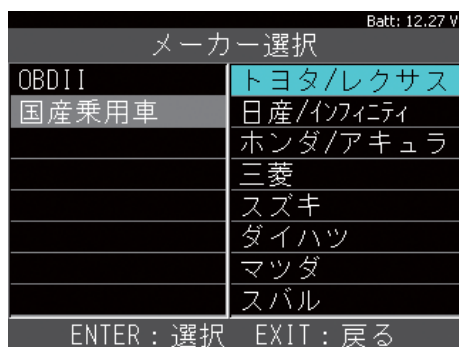 Batt: 12.27 V
メーカー選択
OBDII
国産乗用車
トヨタ/レクサス
日産/インフィニティ
ホンダ/アキュラ
三菱
スズキ
ダイハツ
マツダ
スバル
ENTER：選択 EXIT：戻る